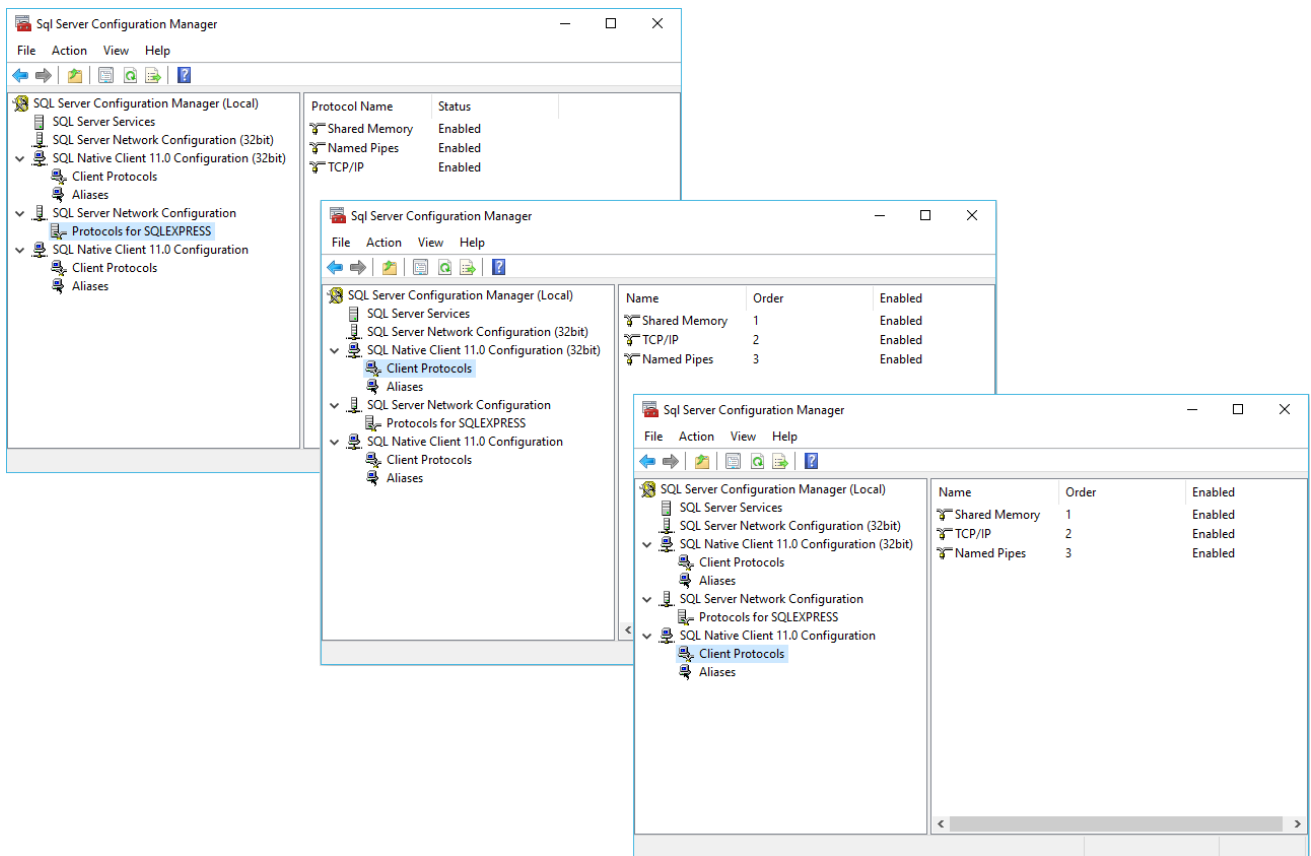 Sql Server Configuration Manager
File Action View Help
SQL Server Configuration Manager (Local)
SQL Server Services
SQL Server Network Configuration (32bit)
SQL Native Client 11.0 Configuration (32bit)
Client Protocols
Aliases
SQL Server Network Configuration
Protocols for SQLEXPRESS
SQL Native Client 11.0 Configuration
Client Protocols
Aliases
Protocol Name Status
Shared Memory Enabled
Named Pipes Enabled
TCP/IP Enabled
Sql Server Configuration Manager
File Action View Help
SQL Server Configuration Manager (Local)
SQL Server Services
SQL Server Network Configuration (32bit)
SQL Native Client 11.0 Configuration (32bit)
Client Protocols
Aliases
SQL Server Network Configuration
Protocols for SQLEXPRESS
SQL Native Client 11.0 Configuration
Client Protocols
Aliases
Name Order Enabled
Shared Memory 1 Enabled
TCP/IP 2 Enabled
Named Pipes 3 Enabled
Sql Server Configuration Manager
File Action View Help
SQL Server Configuration Manager (Local)
SQL Server Services
SQL Server Network Configuration (32bit)
SQL Native Client 11.0 Configuration (32bit)
Client Protocols
Aliases
SQL Server Network Configuration
Protocols for SQLEXPRESS
SQL Native Client 11.0 Configuration
Client Protocols
Aliases
Name Order Enabled
Shared Memory 1 Enabled
TCP/IP 2 Enabled
Named Pipes 3 Enabled